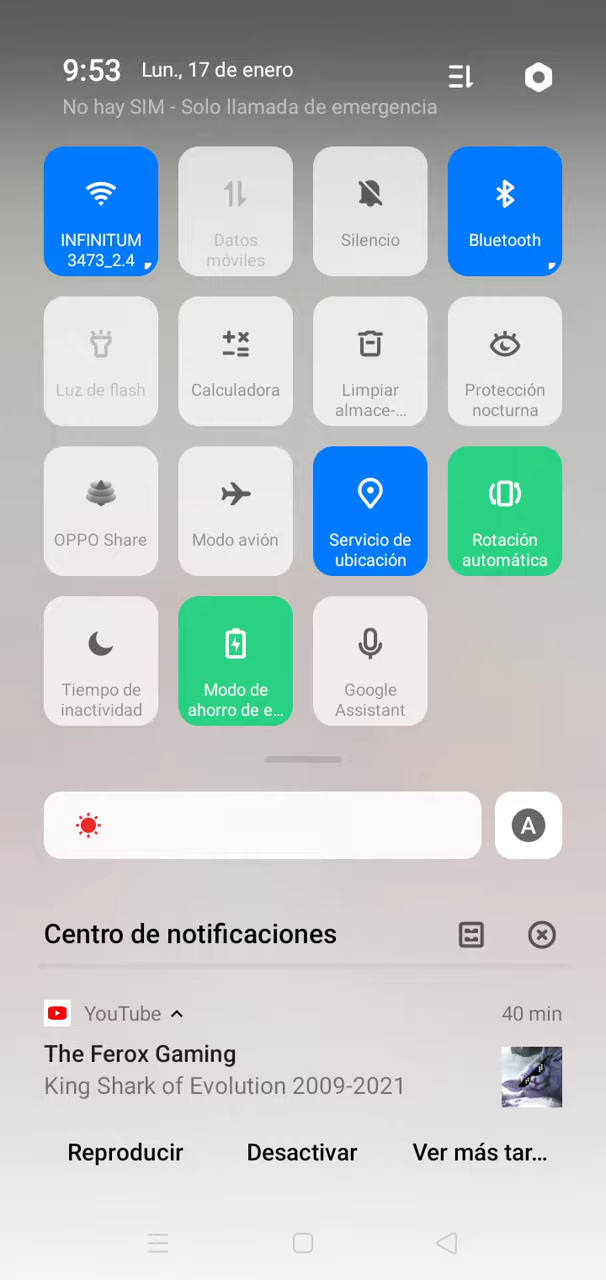 9:53 Lun., 17 de enero
No hay SIM - Solo llamada de emergencia
INFINITUM
3473_2.4
Datos
móviles
Silencio
Bluetooth
Luz de flash
Calculadora
Limpiar
almace-...
Protección
nocturna
OPPO Share
Modo avión
Servicio de
ubicación
Rotación
automática
Tiempo de
inactividad
Modo de
ahorro de e...
Google
Assistant
A
Centro de notificaciones
YouTube 40 min
The Ferox Gaming
King Shark of Evolution 2009-2021
Reproducir Desactivar Ver más tar...